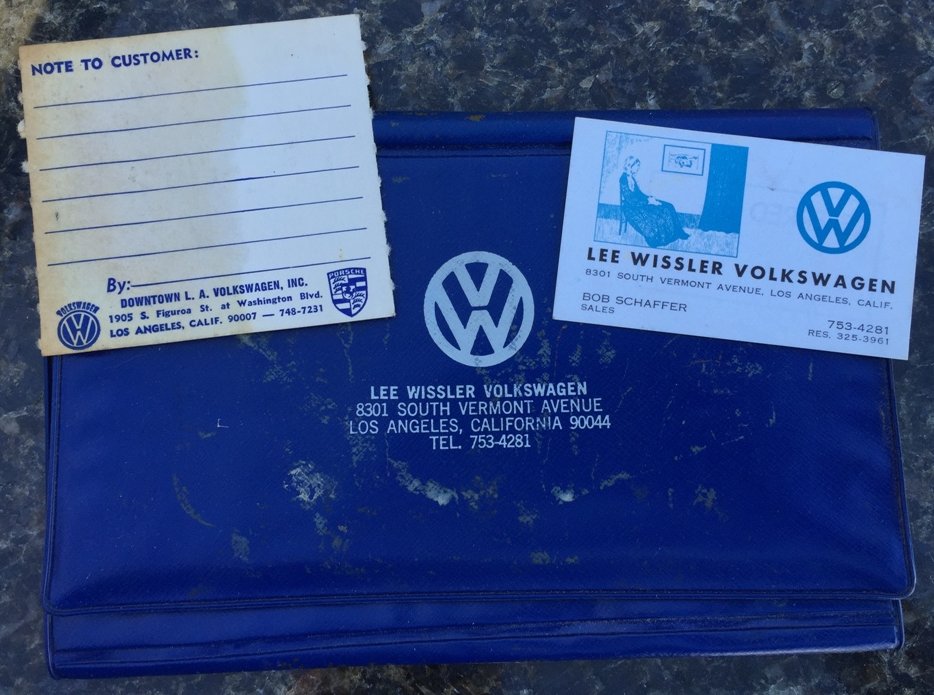 NOTE TO CUSTOMER:
By:
DOWNTOWN L. A. VOLKSWAGEN, INC.
1905 S. Figueroa St. at Washington Blvd.
LOS ANGELES, CALIF. 90007 — 748-7231
VOLKSWAGEN
PORSCHE
LEE WISSLER VOLKSWAGEN
8301 SOUTH VERMONT AVENUE, LOS ANGELES, CALIF.
BOB SCHAFFER
SALES
753-4281
RES. 325-3961
LEE WISSLER VOLKSWAGEN
8301 SOUTH VERMONT AVENUE
LOS ANGELES, CALIFORNIA 90044
TEL. 753-4281